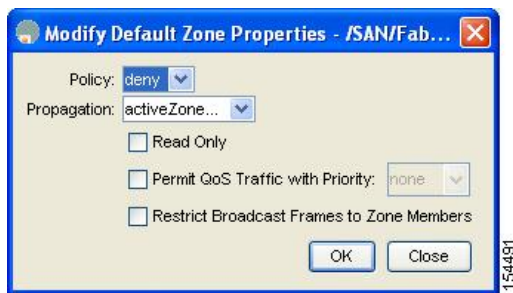 Modify Default Zone Properties - /SAN/Fab...
Policy: deny
Propagation: activeZone...
Read Only
Permit QoS Traffic with Priority: none
Restrict Broadcast Frames to Zone Members
OK Close
154491